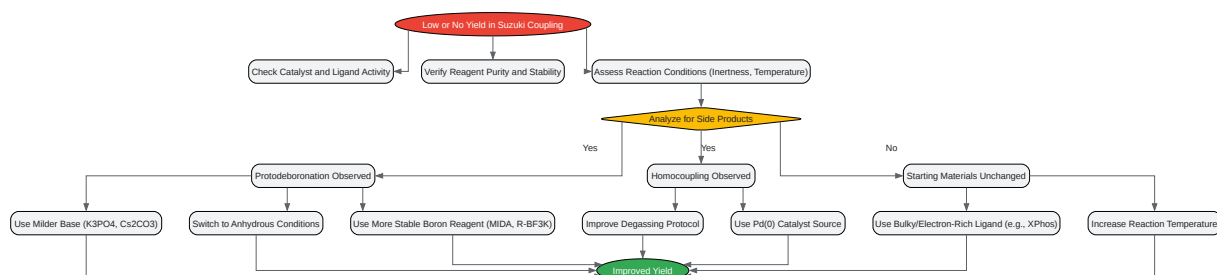 Low or No Yield in Suzuki Coupling
Check Catalyst and Ligand Activity
Verify Reagent Purity and Stability
Assess Reaction Conditions (Inertness, Temperature)
Analyze for Side Products
Yes
Yes
No
Protodeboronation Observed
Homocoupling Observed
Starting Materials Unchanged
Use Milder Base (K3PO4, Cs2CO3)
Switch to Anhydrous Conditions
Use More Stable Boron Reagent (MIDA, R-BF3K)
Improve Degassing Protocol
Use Pd(0) Catalyst Source
Use Bulky/Electron-Rich Ligand (e.g., XPhos)
Increase Reaction Temperature
Improved Yield